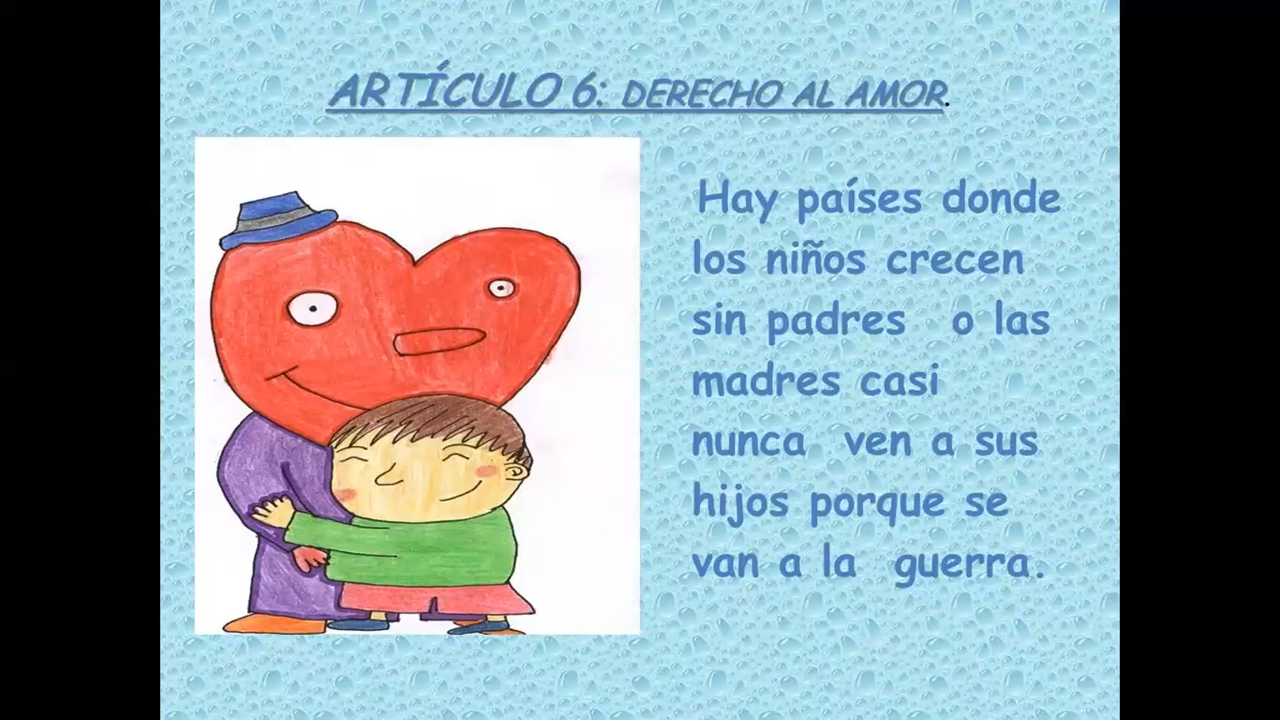 ARTÍCULO 6: DERECHO AL AMOR.
Hay países donde
los niños crecen
sin padres o las
madres casi
nunca ven a sus
hijos porque se
van a la guerra.